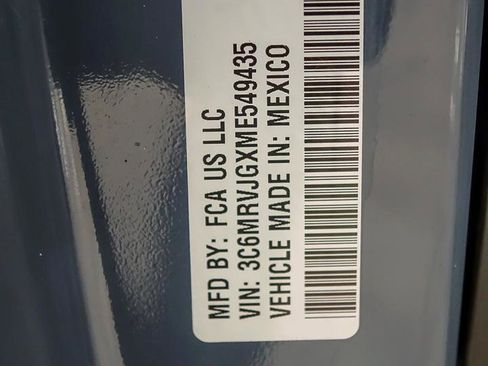 MFD BY: FCA US LLC
VIN: 3C6MRVJGXME549435
VEHICLE MADE IN: MEXICO